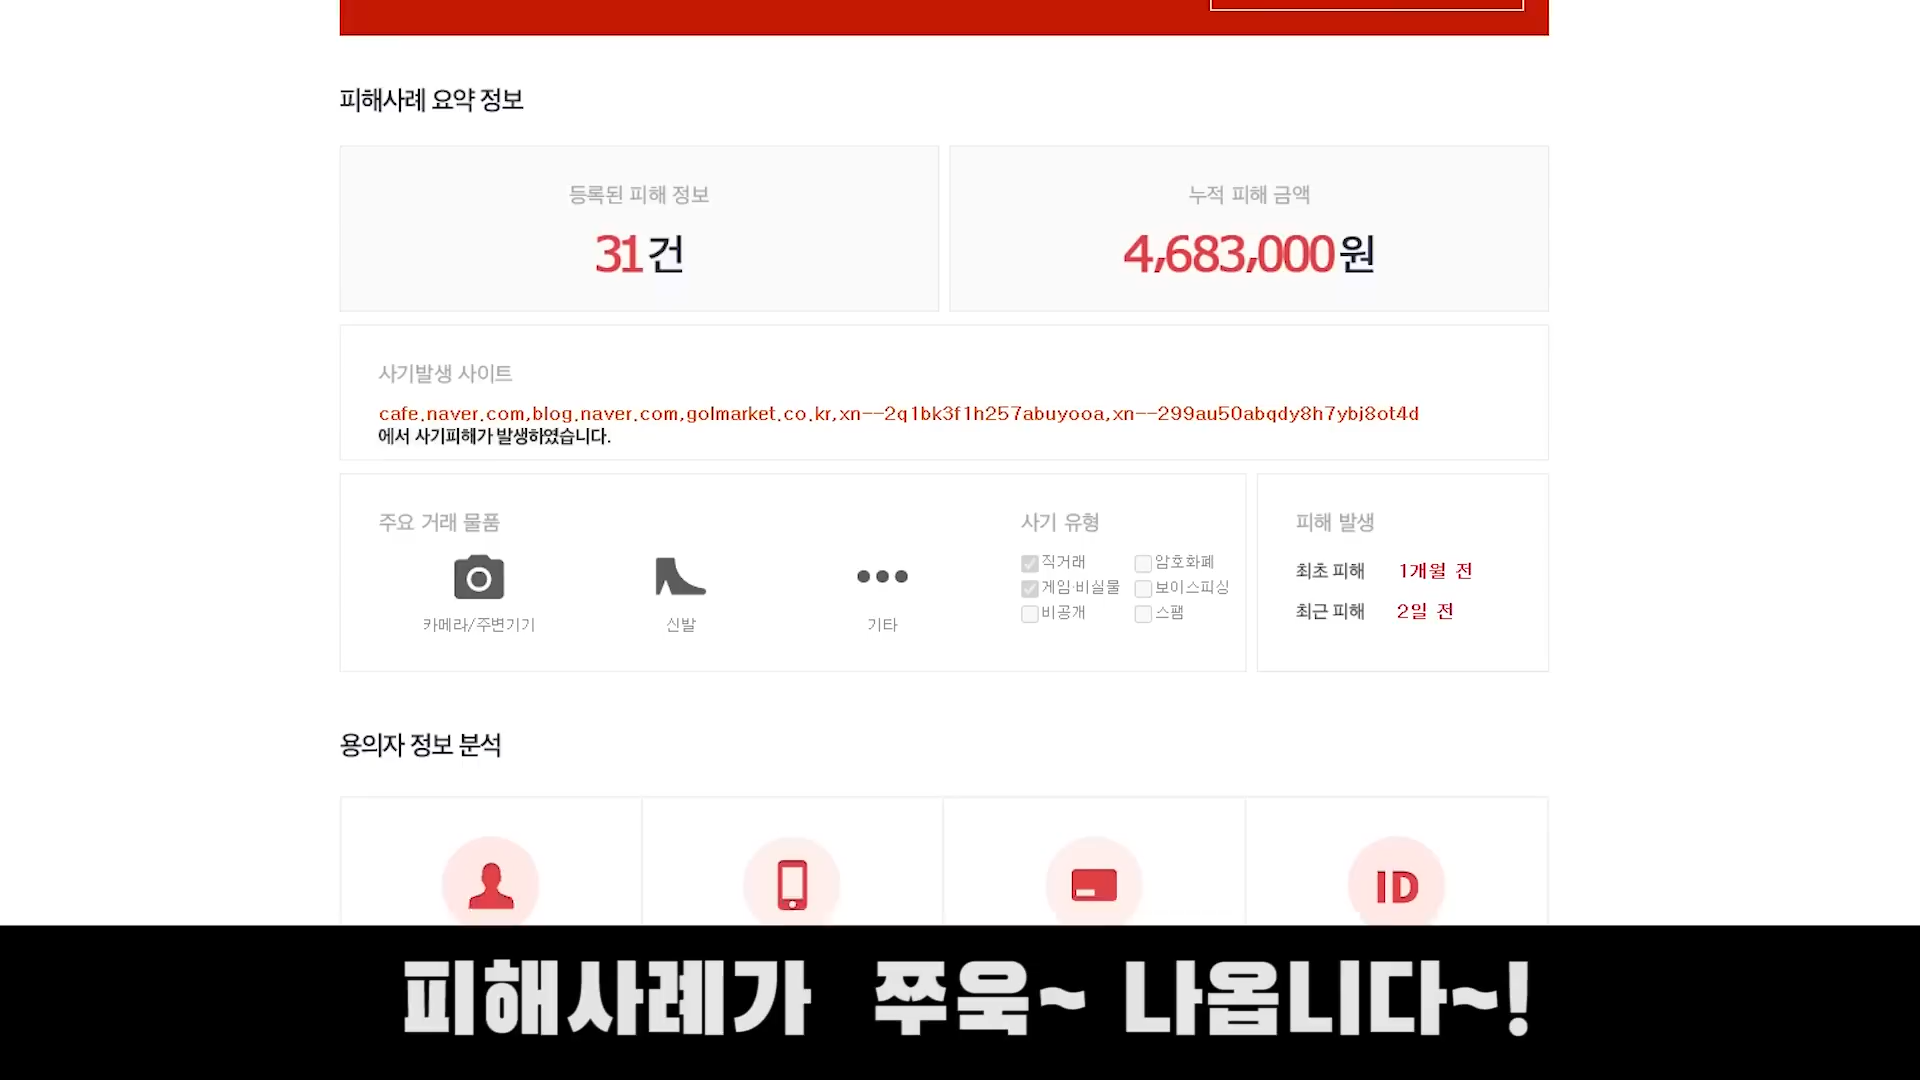 피해사례 요약 정보
등록된 피해 정보
31건
누적 피해 금액
4,683,000원
사기발생 사이트
cafe.naver.com,blog.naver.com,golmarket.co.kr,xn--2q1bk3f1h257abuyooa,xn--299au50abqdy8h7ybj8ot4d
에서 사기피해가 발생하였습니다.
주요 거래 물품
카메라/주변기기
신발
기타
사기 유형
직거래
암호화폐
게임·비실물
보이스피싱
비공개
스팸
피해 발생
최초 피해 1개월 전
최근 피해 2일 전
용의자 정보 분석
ID
피해사례가 쭈욱~ 나옵니다~!